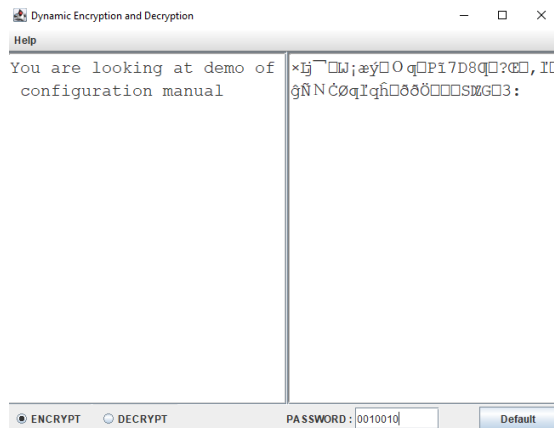 Dynamic Encryption and Decryption
Help
You are looking at demo of
configuration manual
ENCRYPT
DECRYPT
PASSWORD : 0010010
Default